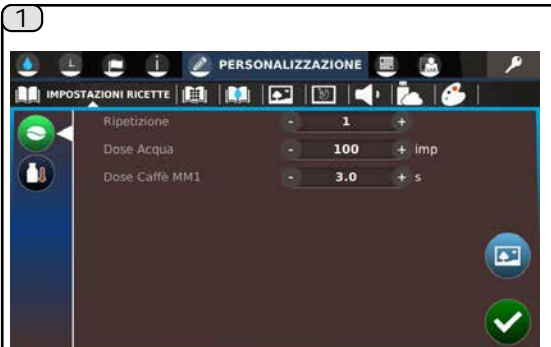 1
PERSONALIZZAZIONE
IMPOSTAZIONI RICETTE
Ripetizione - 1 +
Dose Acqua - 100 + imp
Dose Caffè MM1 - 3.0 + s